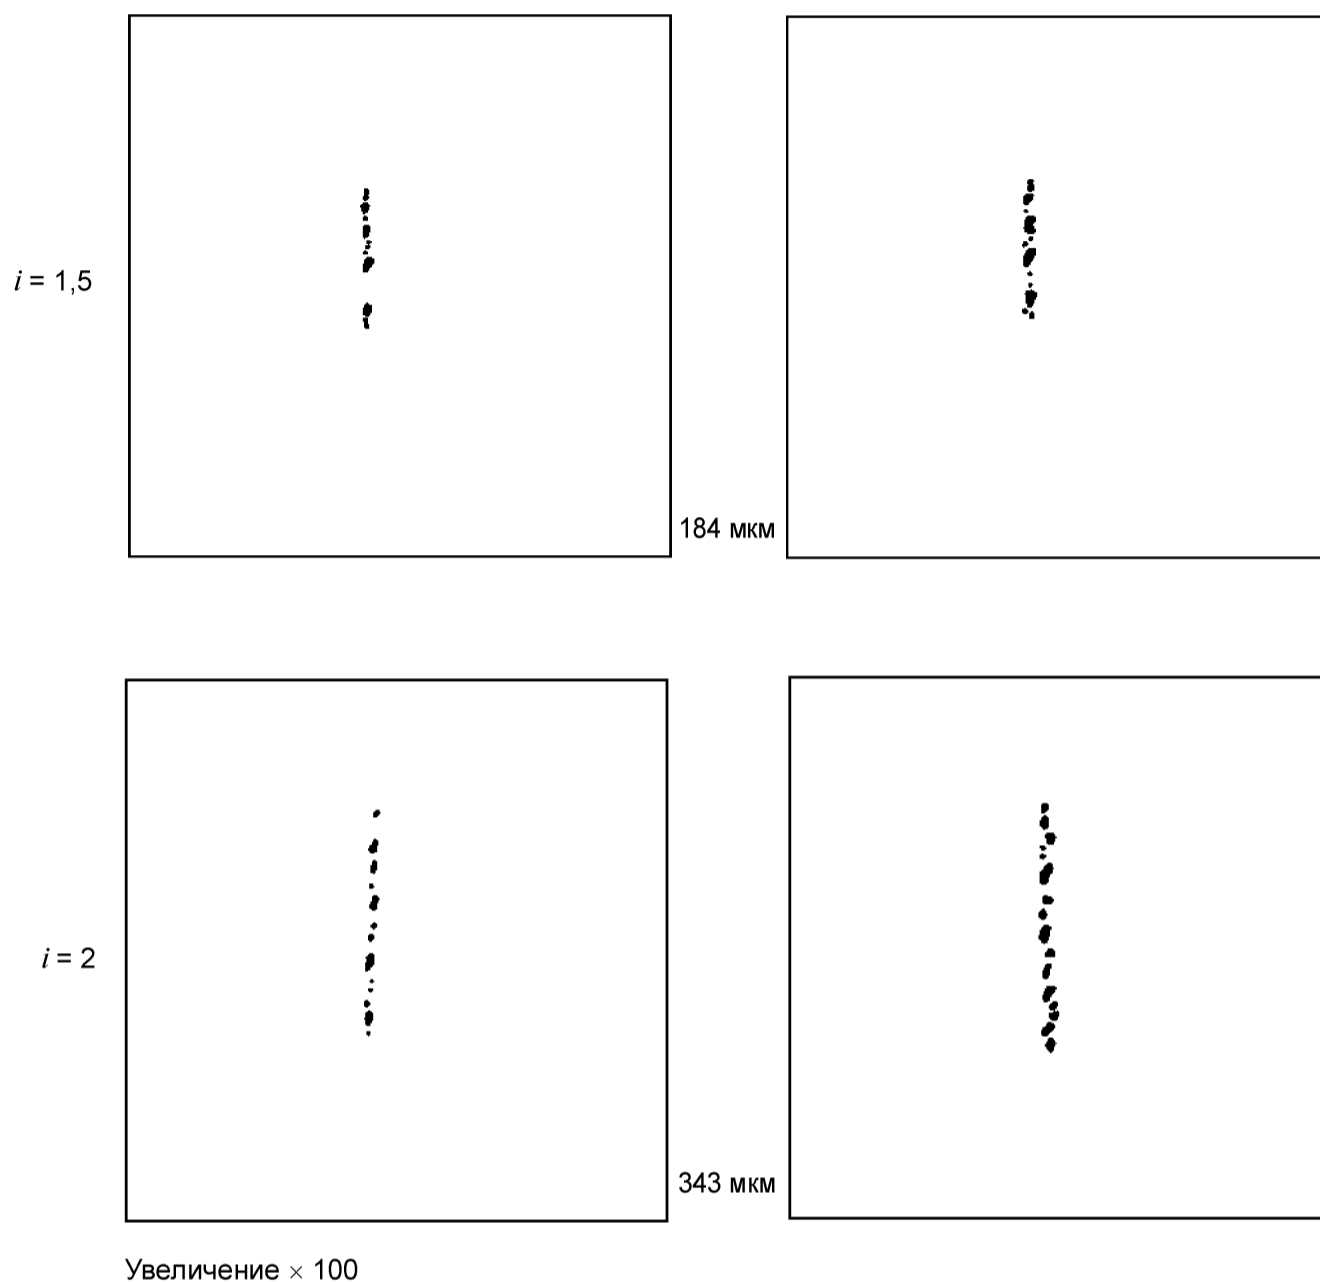 i = 1,5
184 мкм
i = 2
343 мкм
Увеличение × 100